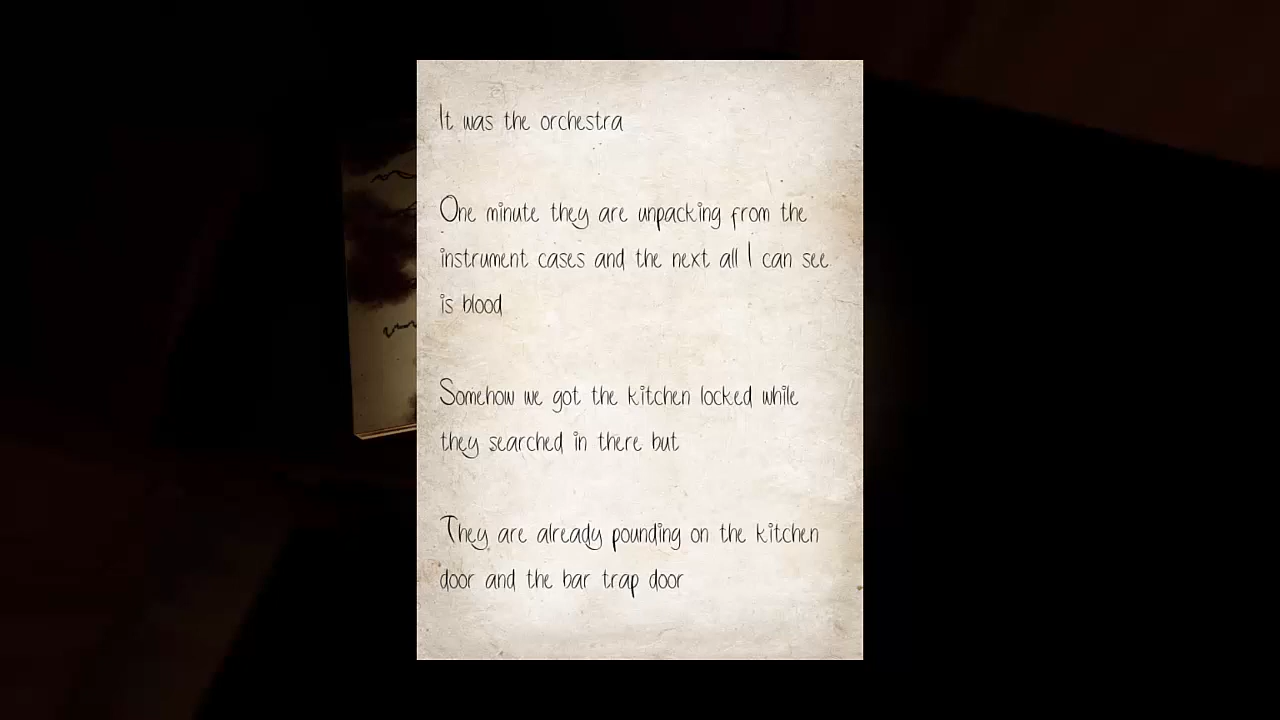 It was the orchestra
One minute they are unpacking from the
instrument cases and the next all I can see
is blood
Somehow we got the kitchen locked while
they searched in there but
They are already pounding on the kitchen
door and the bar trap door